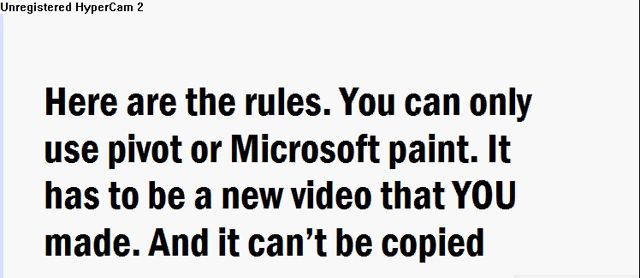 Unregistered HyperCam 2
Here are the rules. You can only
use pivot or Microsoft paint. It
has to be a new video that YOU
made. And it can’t be copied